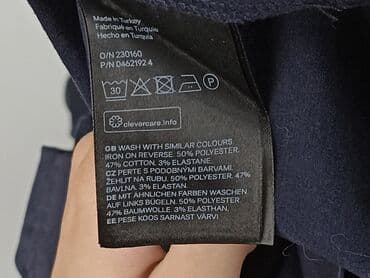 Made in Turkey
Fabriqué en Turquie
Hecho en Turquía
O/N 230160
P/N 0462192 4
30 P
clevercare.info
GB WASH WITH SIMILAR COLOURS.
IRON ON REVERSE. 50% POLYESTER.
47% COTTON. 3% ELASTANE.
CZ PERTE S PODOBNÝMI BARVAMI.
ŽEHLIT NA RUBU. 50% POLYESTER. 47%
BAVLNA. 3% ELASTAN.
DE MIT ÄHNLICHEN FARBEN WASCHEN.
AUF LINKS BÜGELN. 50% POLYESTER.
47% BAUMWOLLE. 3% ELASTHAN.
EE PESE KOOS SARNAST VÄRVI